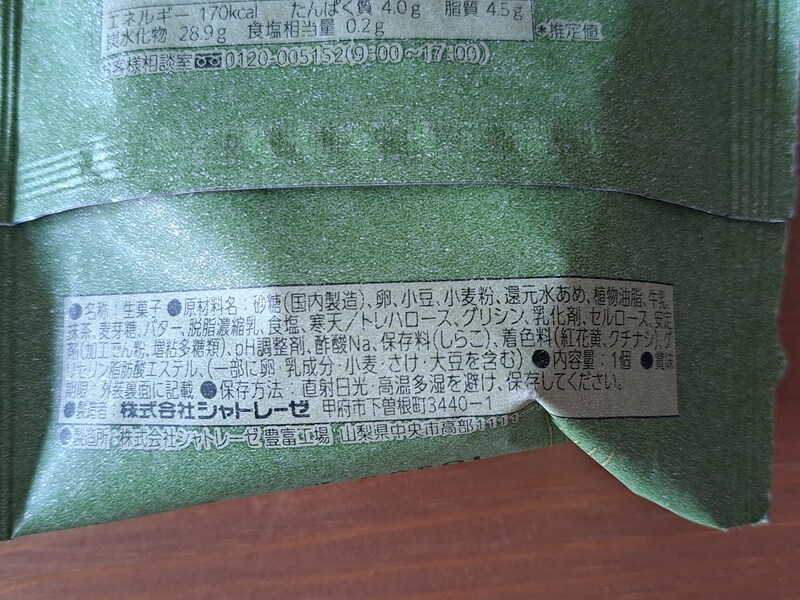 エネルギー 170kcal たんぱく質 4.0g 脂質 4.5g
炭水化物 28.9g 食塩相当量 0.2g *推定値
お客様相談室 0120-005152(9:00~17:00)
●名称:生菓子 ●原材料名 砂糖(国内製造)、卵、小豆、小麦粉、還元水あめ、植物油脂、牛乳、
抹茶、麦芽糖、バター、脱脂濃縮乳、食塩、寒天/トレハロース、グリシン、乳化剤、セルロース、安定
剤(加工でん粉、増粘多糖類)、pH調整剤、酢酸Na、保存料(しらこ)、着色料(紅花黄、クチナシ)、グ
リセリン脂肪酸エステル、(一部に卵・乳成分・小麦・さけ・大豆を含む) ●内容量:1個 ●賞味
期限:外装裏面に記載 ●保存方法:直射日光・高温多湿を避け、保存してください。
●製造者:株式会社シャトレーゼ 甲府市下曽根町3440-1
●製造所:株式会社シャトレーゼ 豊富工場 山梨県中央市高部1111